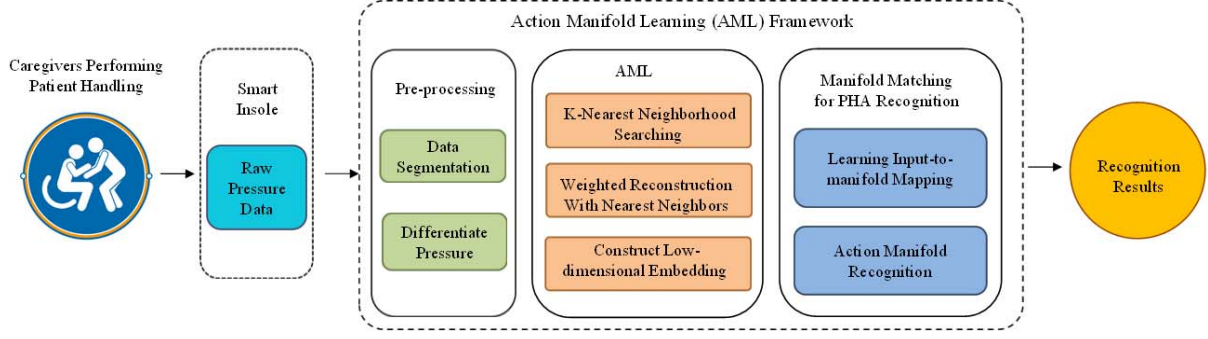 Action Manifold Learning (AML) Framework
Caregivers Performing
Patient Handling
Smart
Insole
Raw
Pressure
Data
Pre-processing
Data
Segmentation
Differentiate
Pressure
AML
K-Nearest Neighborhood
Searching
Weighted Reconstruction
With Nearest Neighbors
Construct Low-
dimensional Embedding
Manifold Matching
for PHA Recognition
Learning Input-to-
manifold Mapping
Action Manifold
Recognition
Recognition
Results